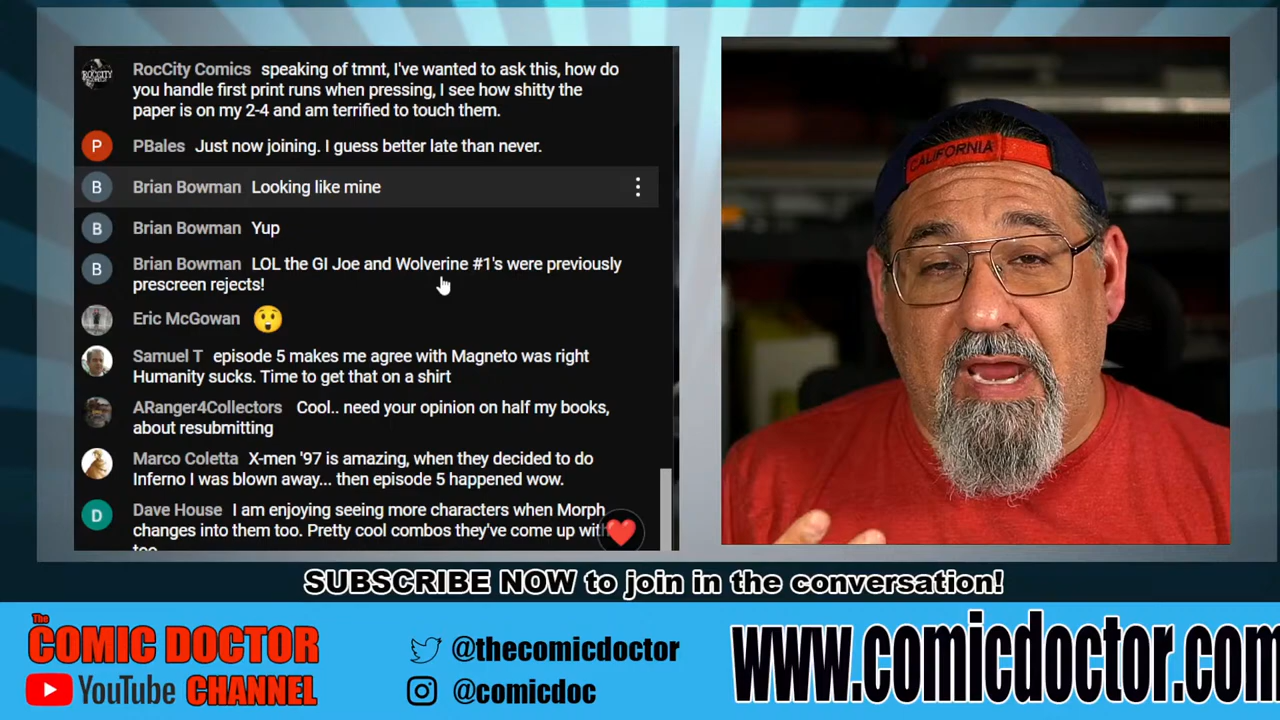 RocCity Comics speaking of tmnt, I've wanted to ask this, how do
you handle first print runs when pressing, I see how shitty the
paper is on my 2-4 and am terrified to touch them.
P
PBales Just now joining. I guess better late than never.
B
Brian Bowman Looking like mine
B
Brian Bowman Yup
B
Brian Bowman LOL the GI Joe and Wolverine #1's were previously
prescreen rejects!
Eric McGowan 😲
Samuel T episode 5 makes me agree with Magneto was right
Humanity sucks. Time to get that on a shirt
ARanger4Collectors Cool.. need your opinion on half my books,
about resubmitting
Marco Coletta X-men '97 is amazing, when they decided to do
Inferno I was blown away... then episode 5 happened wow.
D
Dave House I am enjoying seeing more characters when Morph
changes into them too. Pretty cool combos they've come up with
too
CALIFORNIA
SUBSCRIBE NOW to join in the conversation!
The
COMIC DOCTOR
YouTube CHANNEL
@thecomicdoctor
@comicdoc
www.comicdoctor.com